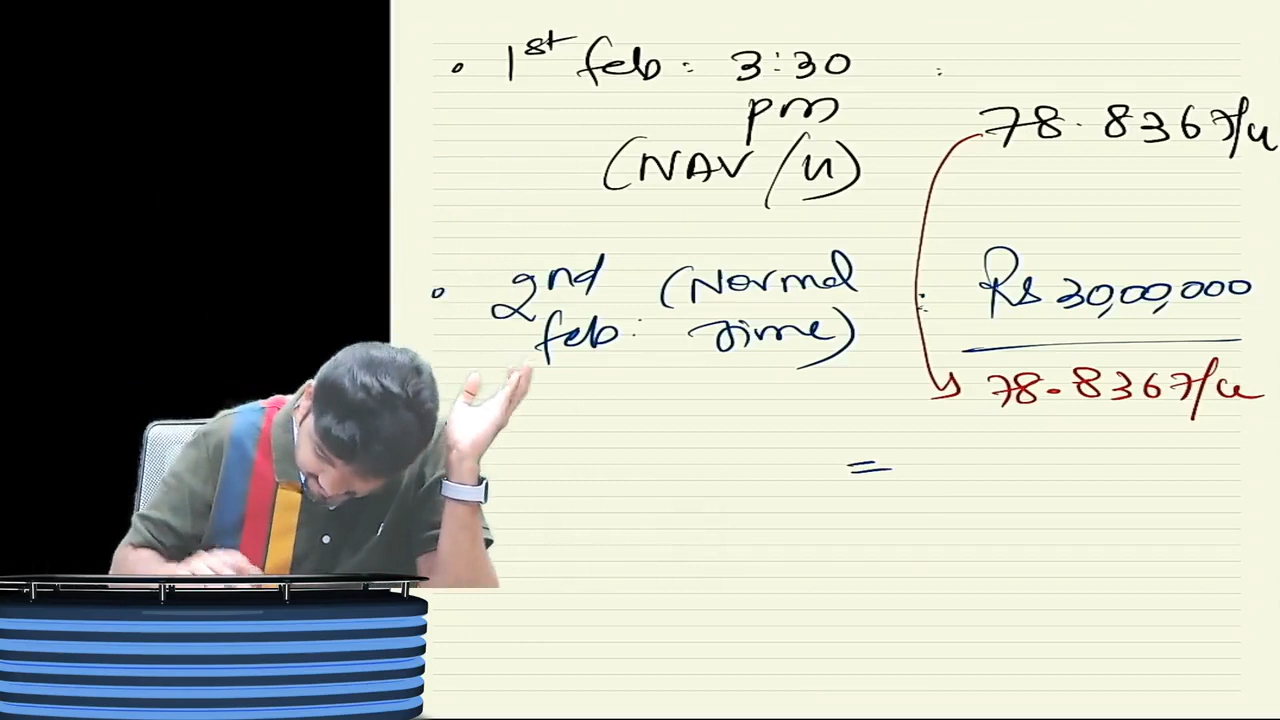 • 1st feb : 3:30 : 78.8367/u
pm
(NAV/u)
• 2nd (Normal : Rs 30,00,000
feb : Time)
78.8367/u
=